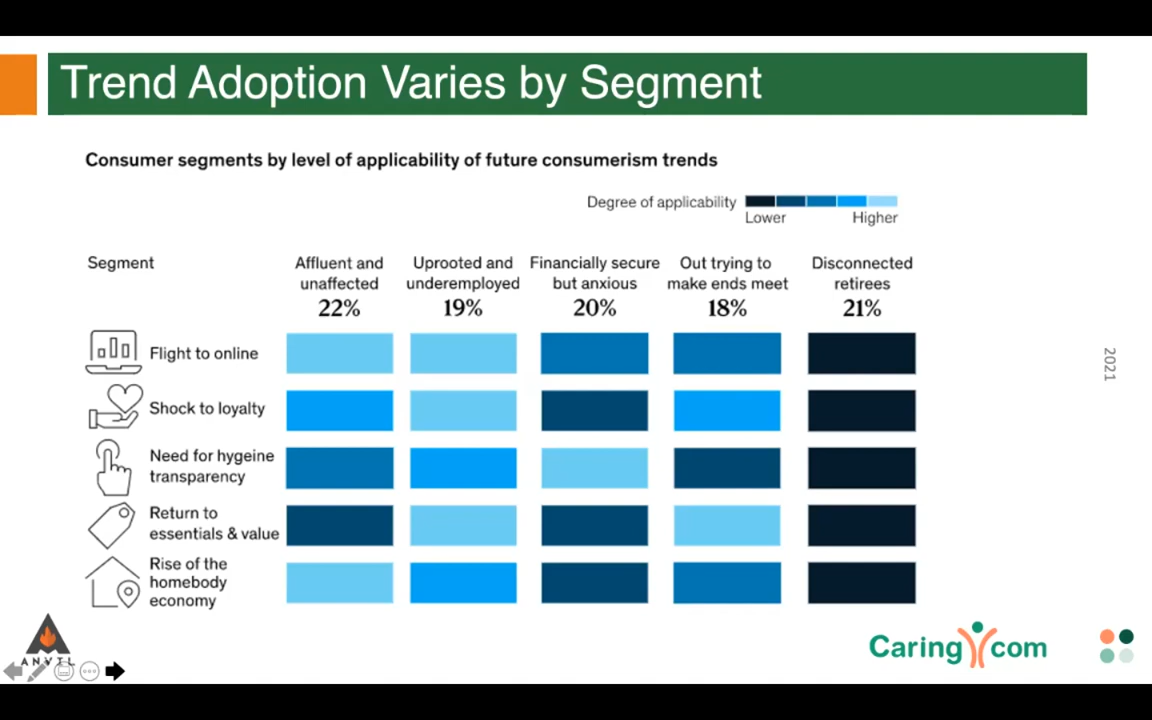 Trend Adoption Varies by Segment
Consumer segments by level of applicability of future consumerism trends
Degree of applicability
Lower Higher
Segment
Affluent and
unaffected
22%
Uprooted and
underemployed
19%
Financially secure
but anxious
20%
Out trying to
make ends meet
18%
Disconnected
retirees
21%
Flight to online
Shock to loyalty
Need for hygeine
transparency
Return to
essentials & value
Rise of the
homebody
economy
2021
ANVIL
Caring com